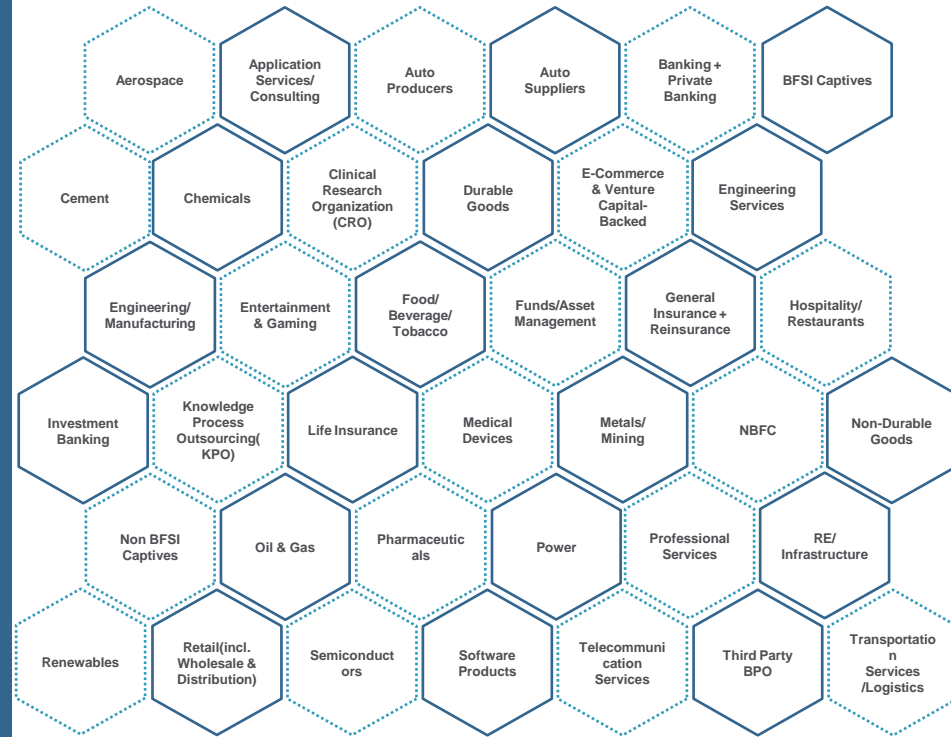 Aerospace
Application
Services/
Consulting
Auto
Producers
Auto
Suppliers
Banking +
Private
Banking
BFSI Captives
Cement
Chemicals
Clinical
Research
Organization
(CRO)
Durable
Goods
E-Commerce
& Venture
Capital-
Backed
Engineering
Services
Engineering/
Manufacturing
Entertainment
& Gaming
Food/
Beverage/
Tobacco
Funds/Asset
Management
General
Insurance +
Reinsurance
Hospitality/
Restaurants
Investment
Banking
Knowledge
Process
Outsourcing(
KPO)
Life Insurance
Medical
Devices
Metals/
Mining
NBFC
Non-Durable
Goods
Non BFSI
Captives
Oil & Gas
Pharmaceutic
als
Power
Professional
Services
RE/
Infrastructure
Renewables
Retail(incl.
Wholesale &
Distribution)
Semiconduct
ors
Software
Products
Telecommuni
cation
Services
Third Party
BPO
Transportatio
n
Services
/Logistics